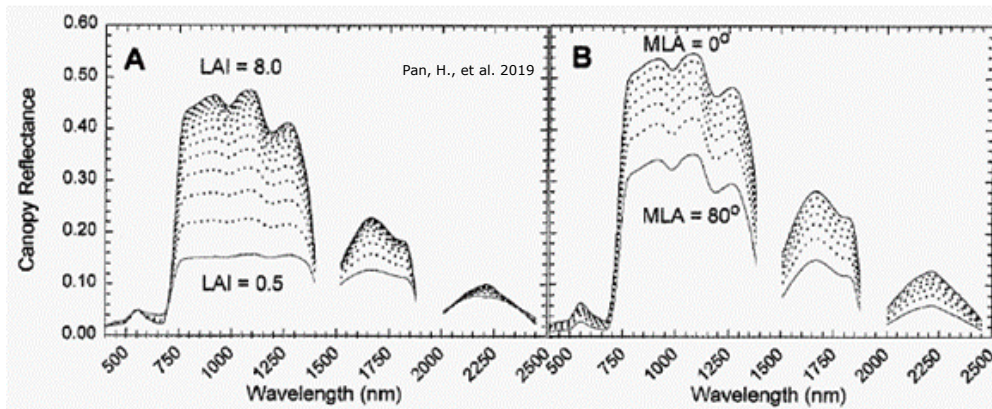 0.60
0.50
0.40
0.30
0.20
0.10
0.00
Canopy Reflectance
A
LAI = 8.0
Pan, H., et al. 2019
LAI = 0.5
500 750 1000 1250 1500 1750 2000 2250 2500
Wavelength (nm)
B
MLA = 0º
MLA = 80º
500 750 1000 1250 1500 1750 2000 2250 2500
Wavelength (nm)